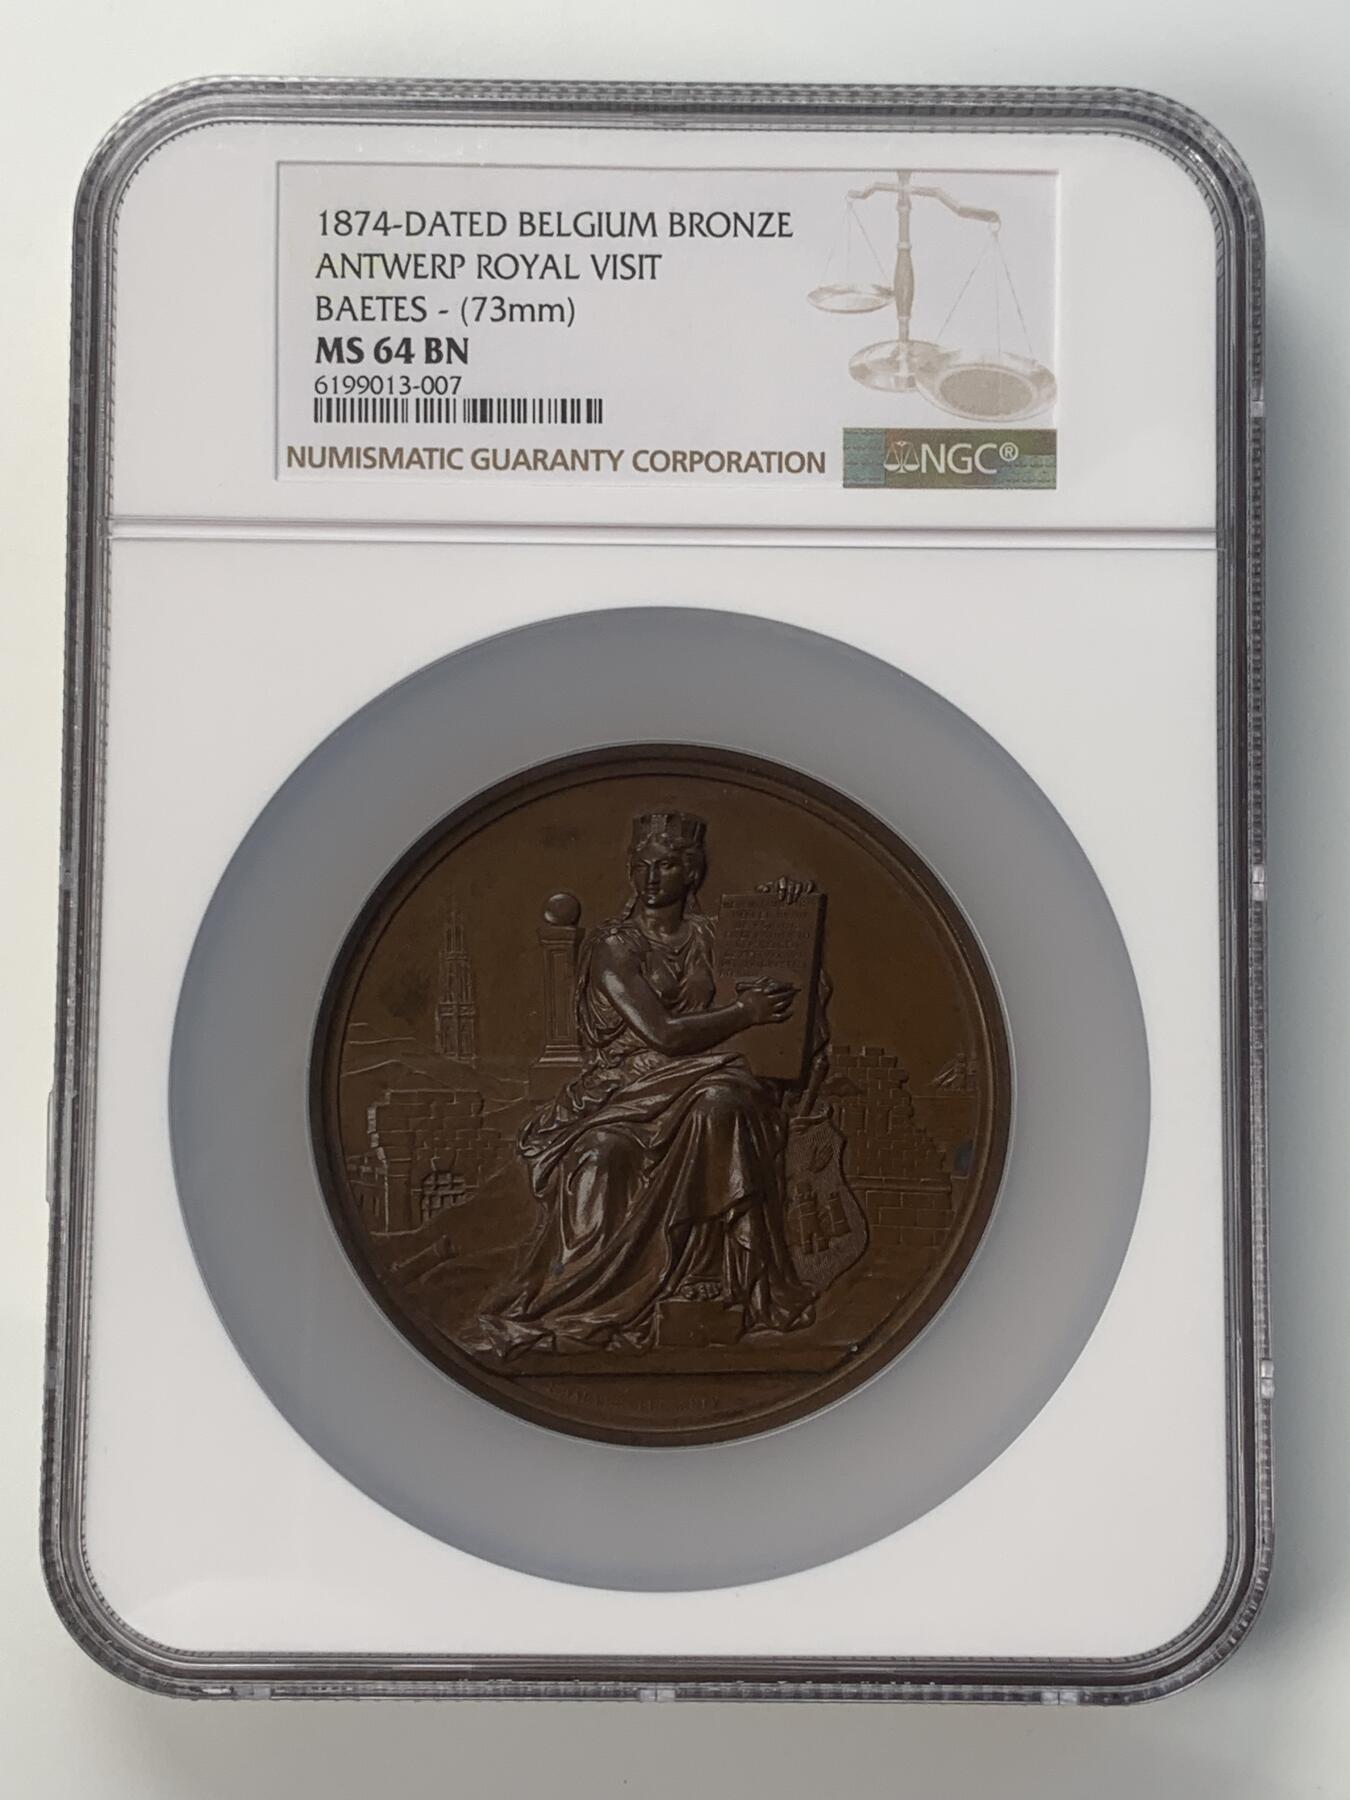 1874-DATED BELGIUM BRONZE
ANTWERP ROYAL VISIT
BAETES - (73mm)
MS 64 BN
6199013-007
NUMISMATIC GUARANTY CORPORATION
NGC®